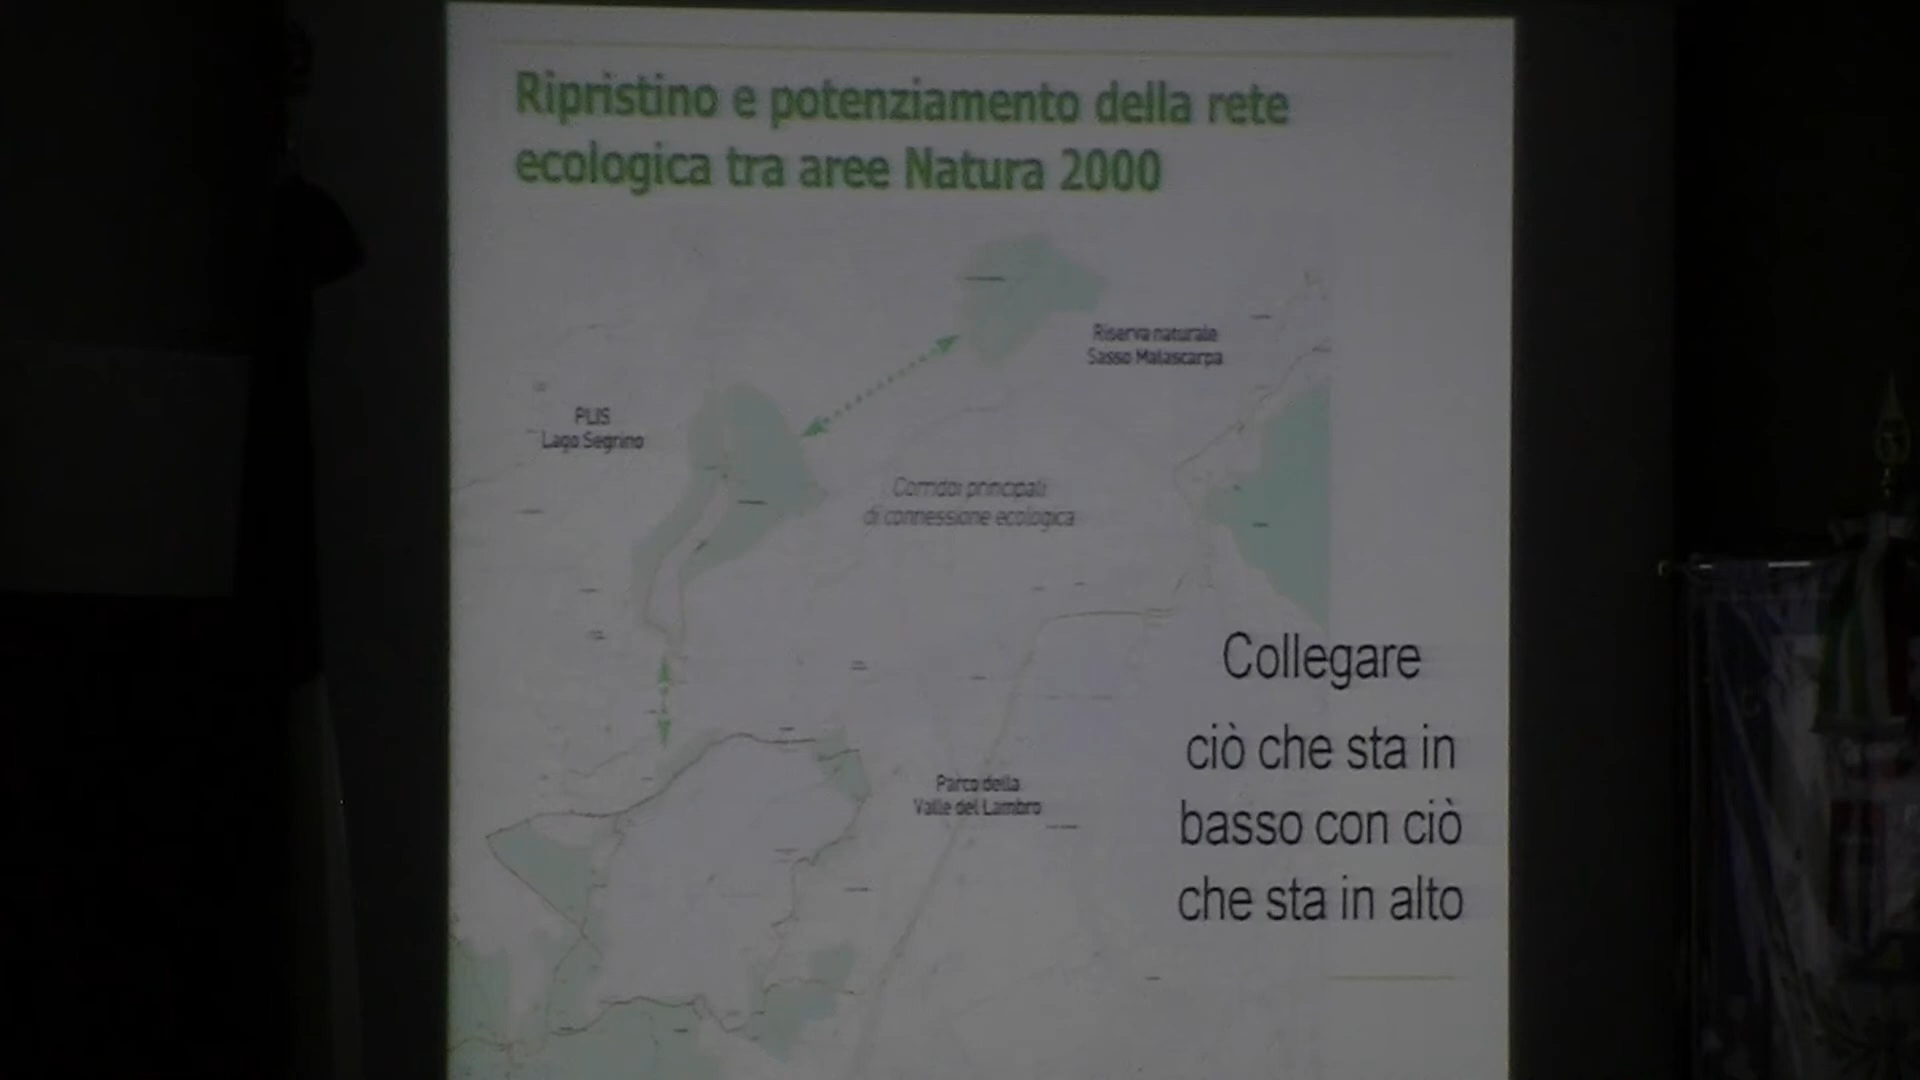 Ripristino e potenziamento della rete
ecologica tra aree Natura 2000
Riserva naturale
Sasso Malascarpa
PLIS
Lago Segrino
Corridoi principali
di connessione ecologica
Collegare
ciò che sta in
basso con ciò
che sta in alto
Parco della
Valle del Lambro